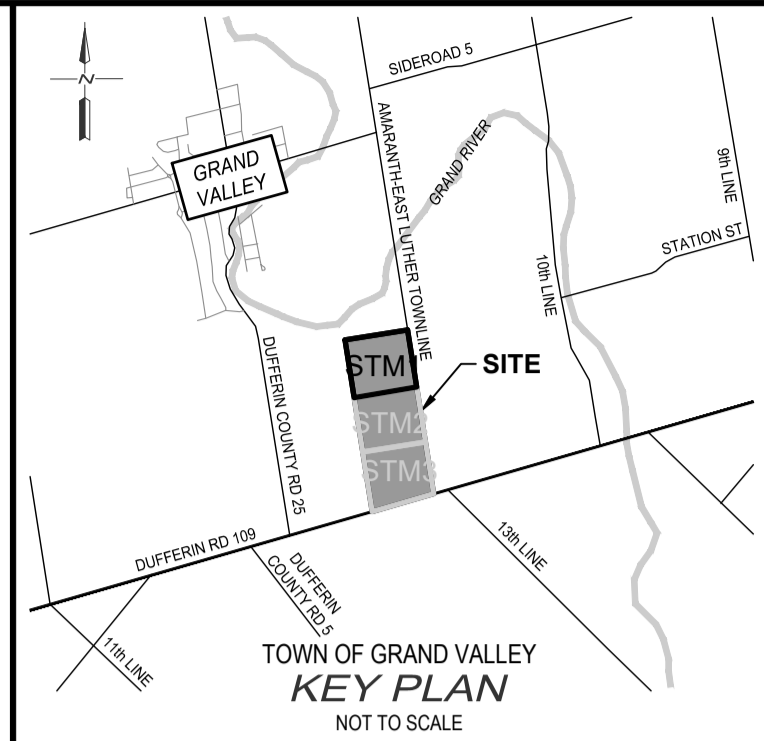 N
SIDEROAD 5
GRAND
VALLEY
AMARANTH-EAST LUTHER TOWNLINE
GRAND RIVER
9th LINE
STATION ST
10th LINE
DUFFERIN COUNTY RD 25
STM1
SITE
STM2
STM3
DUFFERIN RD 109
DUFFERIN
COUNTY RD 5
13th LINE
11th LINE
TOWN OF GRAND VALLEY
KEY PLAN
NOT TO SCALE